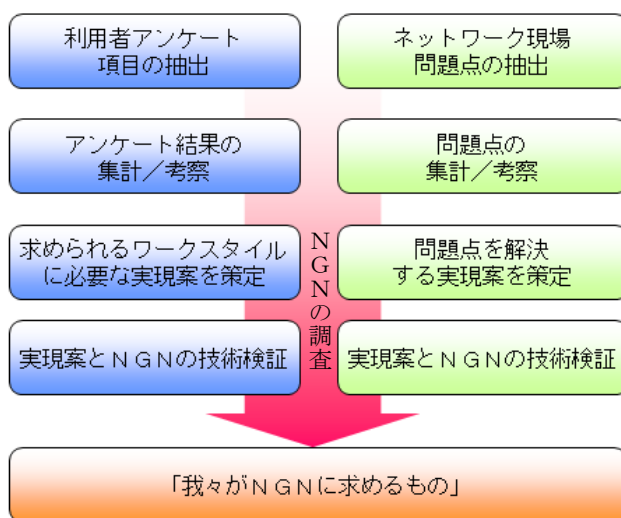 利用者アンケート
項目の抽出
ネットワーク現場
問題点の抽出
アンケート結果の
集計／考察
問題点の
集計／考察
求められるワークスタイル
に必要な実現案を策定
問題点を解決
する実現案を策定
実現案とＮＧＮの技術検証
実現案とＮＧＮの技術検証
ＮＧＮの調査
「我々がＮＧＮに求めるもの」